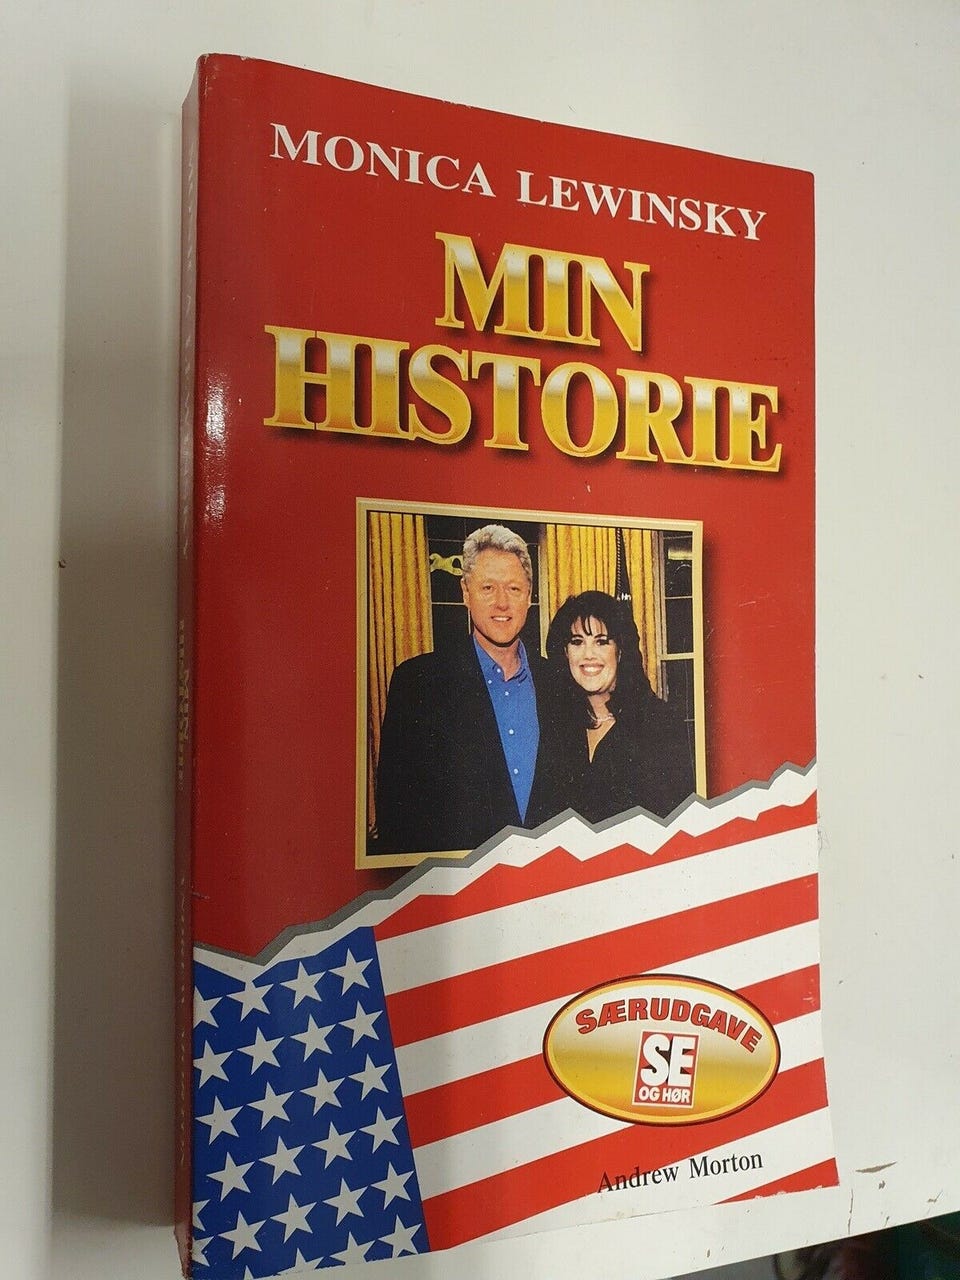 MONICA LEWINSKY
MIN
HISTORIE
SÆRUDGAVE
SE
OG HØR
Andrew Morton